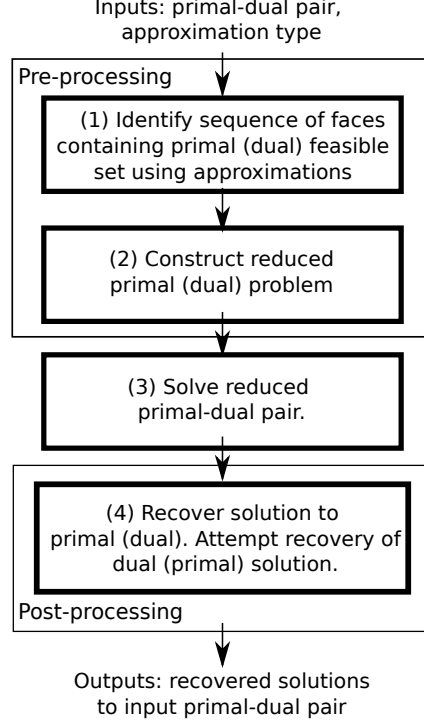 Inputs: primal-dual pair,
approximation type
Pre-processing
(1) Identify sequence of faces
containing primal (dual) feasible
set using approximations
(2) Construct reduced
primal (dual) problem
(3) Solve reduced
primal-dual pair.
(4) Recover solution to
primal (dual). Attempt recovery of
dual (primal) solution.
Post-processing
Outputs: recovered solutions
to input primal-dual pair